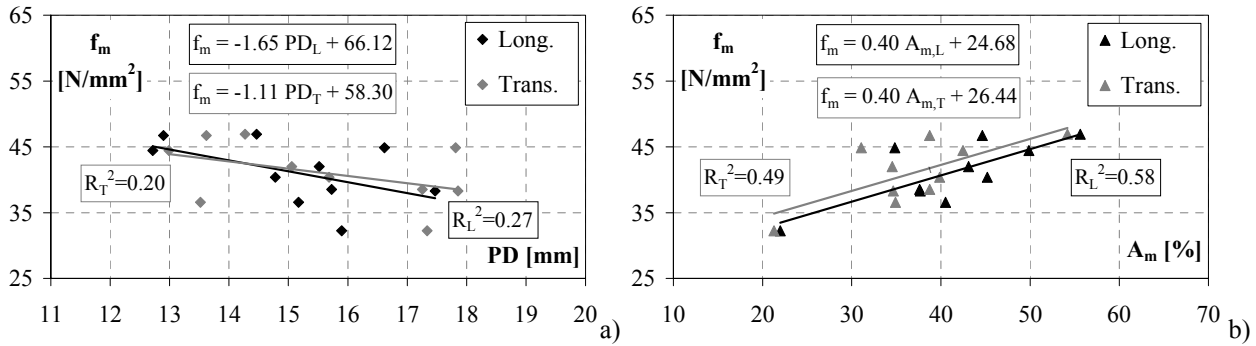 65
55
45
35
25
f_m
[N/mm²]
f_m = -1.65 PD_L + 66.12
f_m = -1.11 PD_T + 58.30
Long.
Trans.
R_T²=0.20
R_L²=0.27
PD [mm]
11 12 13 14 15 16 17 18 19 20
a)
65
55
45
35
25
f_m
[N/mm²]
f_m = 0.40 A_m,L + 24.68
f_m = 0.40 A_m,T + 26.44
Long.
Trans.
R_T²=0.49
R_L²=0.58
A_m [%]
10 20 30 40 50 60 70
b)